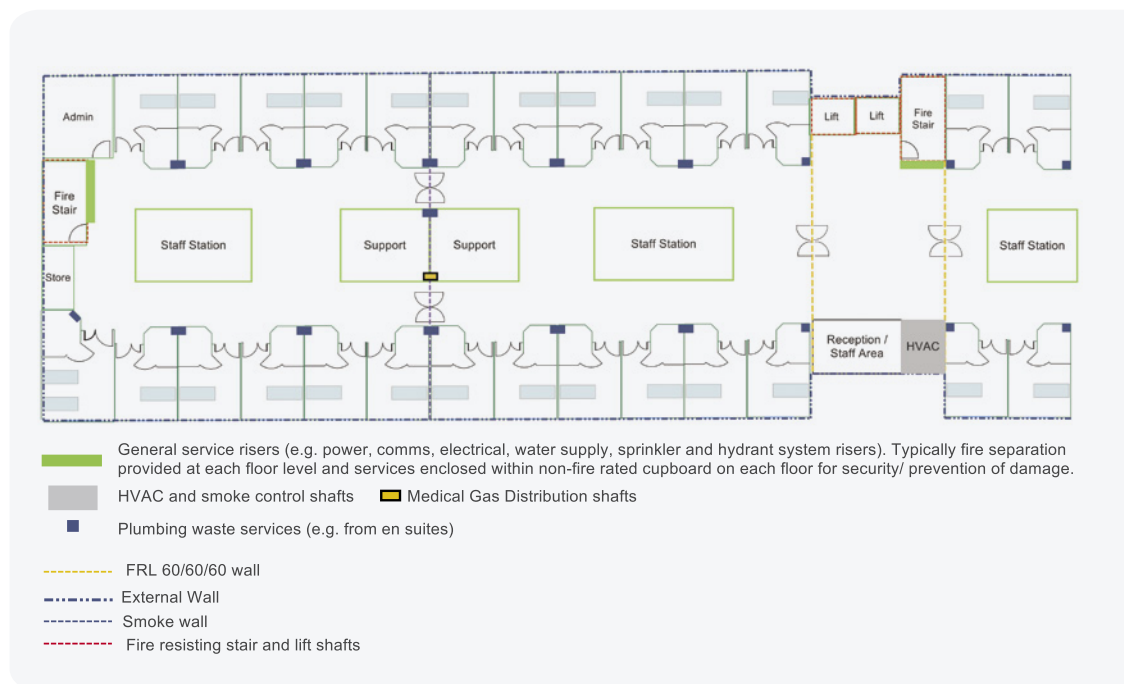 Admin
Lift
Lift
Fire
Stair
Fire
Stair
Staff Station
Support
Support
Staff Station
Staff Station
Store
Reception /
Staff Area
HVAC
General service risers (e.g. power, comms, electrical, water supply, sprinkler and hydrant system risers). Typically fire separation
provided at each floor level and services enclosed within non-fire rated cupboard on each floor for security/ prevention of damage.
HVAC and smoke control shafts
Medical Gas Distribution shafts
Plumbing waste services (e.g. from en suites)
FRL 60/60/60 wall
External Wall
Smoke wall
Fire resisting stair and lift shafts